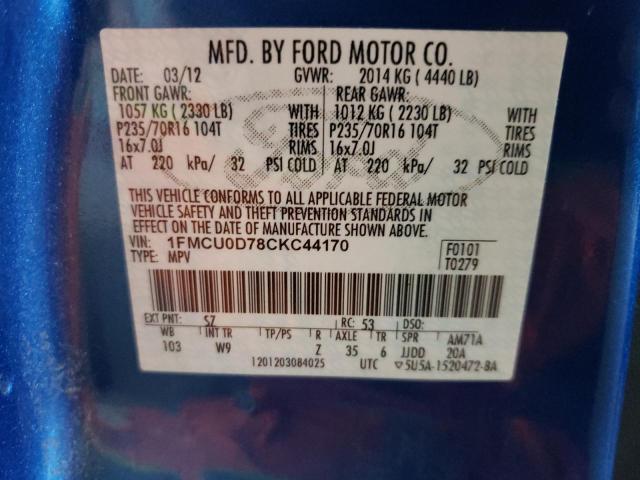 MFD. BY FORD MOTOR CO.
DATE: 03/12 GVWR: 2014 KG ( 4440 LB)
FRONT GAWR: REAR GAWR:
1057 KG ( 2330 LB) WITH 1012 KG ( 2230 LB) WITH
P235/70R16 104T TIRES P235/70R16 104T TIRES
16x7.0J RIMS 16x7.0J RIMS
AT 220 kPa/ 32 PSI COLD AT 220 kPa/ 32 PSI COLD
THIS VEHICLE CONFORMS TO ALL APPLICABLE FEDERAL MOTOR
VEHICLE SAFETY AND THEFT PREVENTION STANDARDS IN
EFFECT ON THE DATE OF MANUFACTURE SHOWN ABOVE.
VIN: 1FMCU0D78CKC44170 F0101
TYPE: MPV T0279
EXT PNT: SZ RC: 53 DSO:
WB INT TR TP/PS R AXLE TR SPR AM71A
103 W9 Z 35 6 JJDD 20A
1201203084025 UTC ▽5U5A-1520472-BA